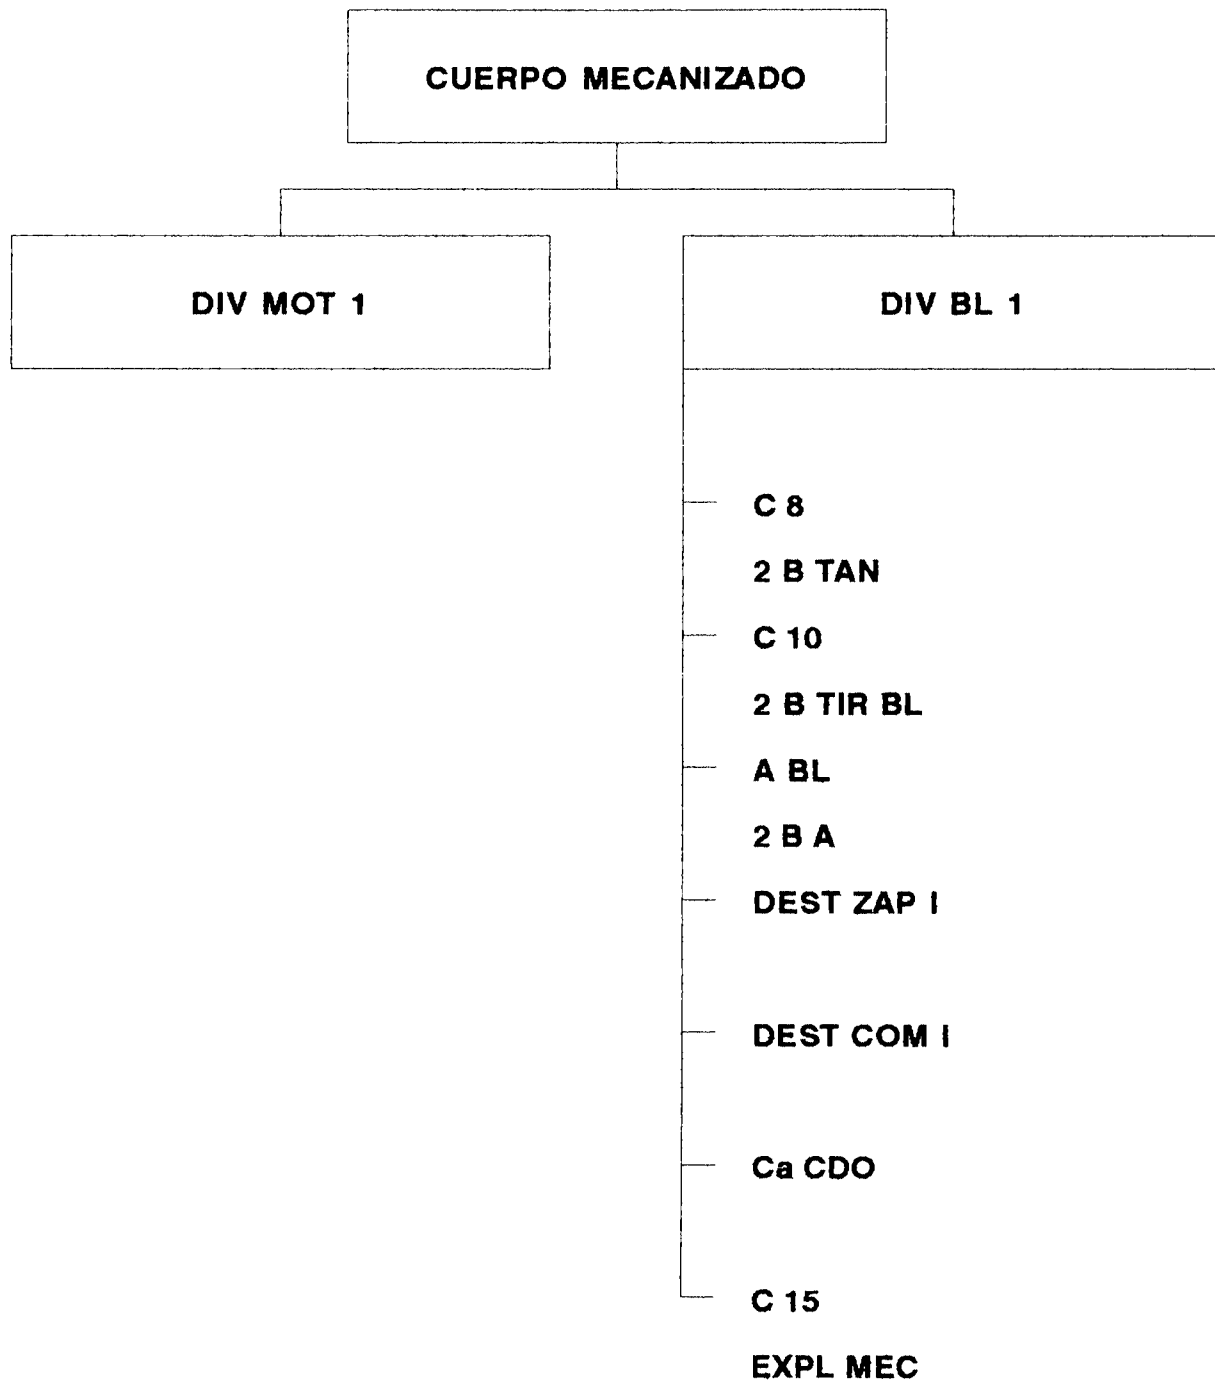 CUERPO MECANIZADO
DIV MOT 1
DIV BL 1
C 8
2 B TAN
C 10
2 B TIR BL
A BL
2 B A
DEST ZAP I
DEST COM I
Ca CDO
C 15
EXPL MEC